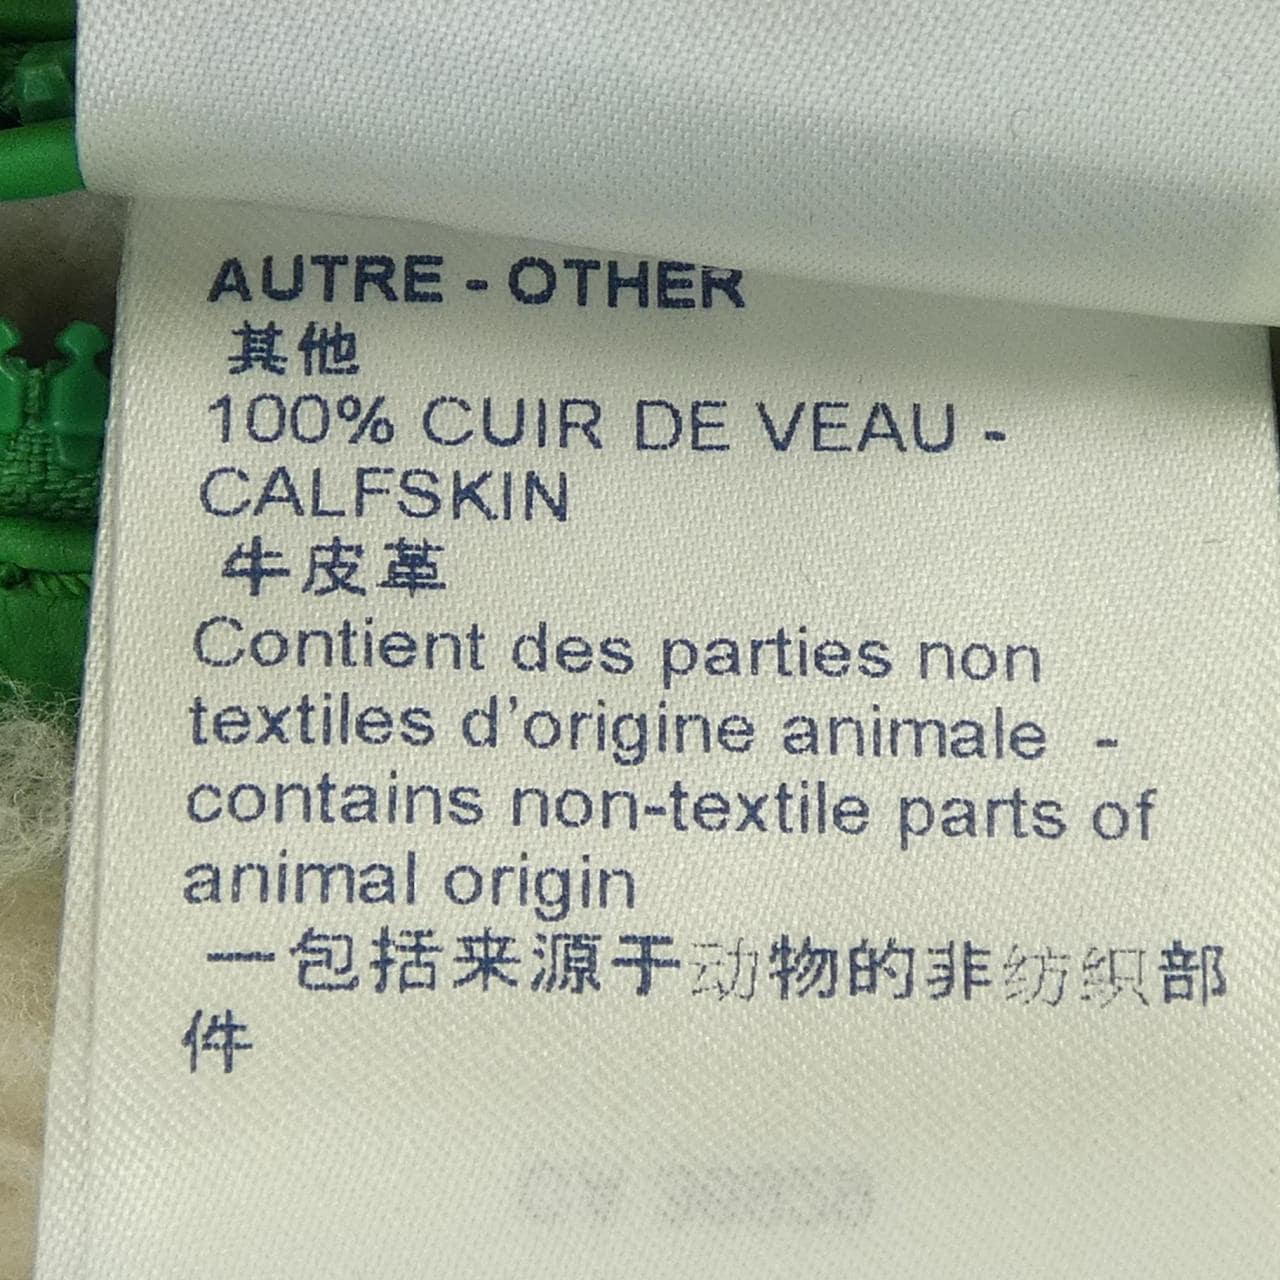 AUTRE - OTHER
其他
100% CUIR DE VEAU -
CALFSKIN
牛皮革
Contient des parties non
textiles d'origine animale -
contains non-textile parts of
animal origin
一包括来源于动物的非纺织部
件